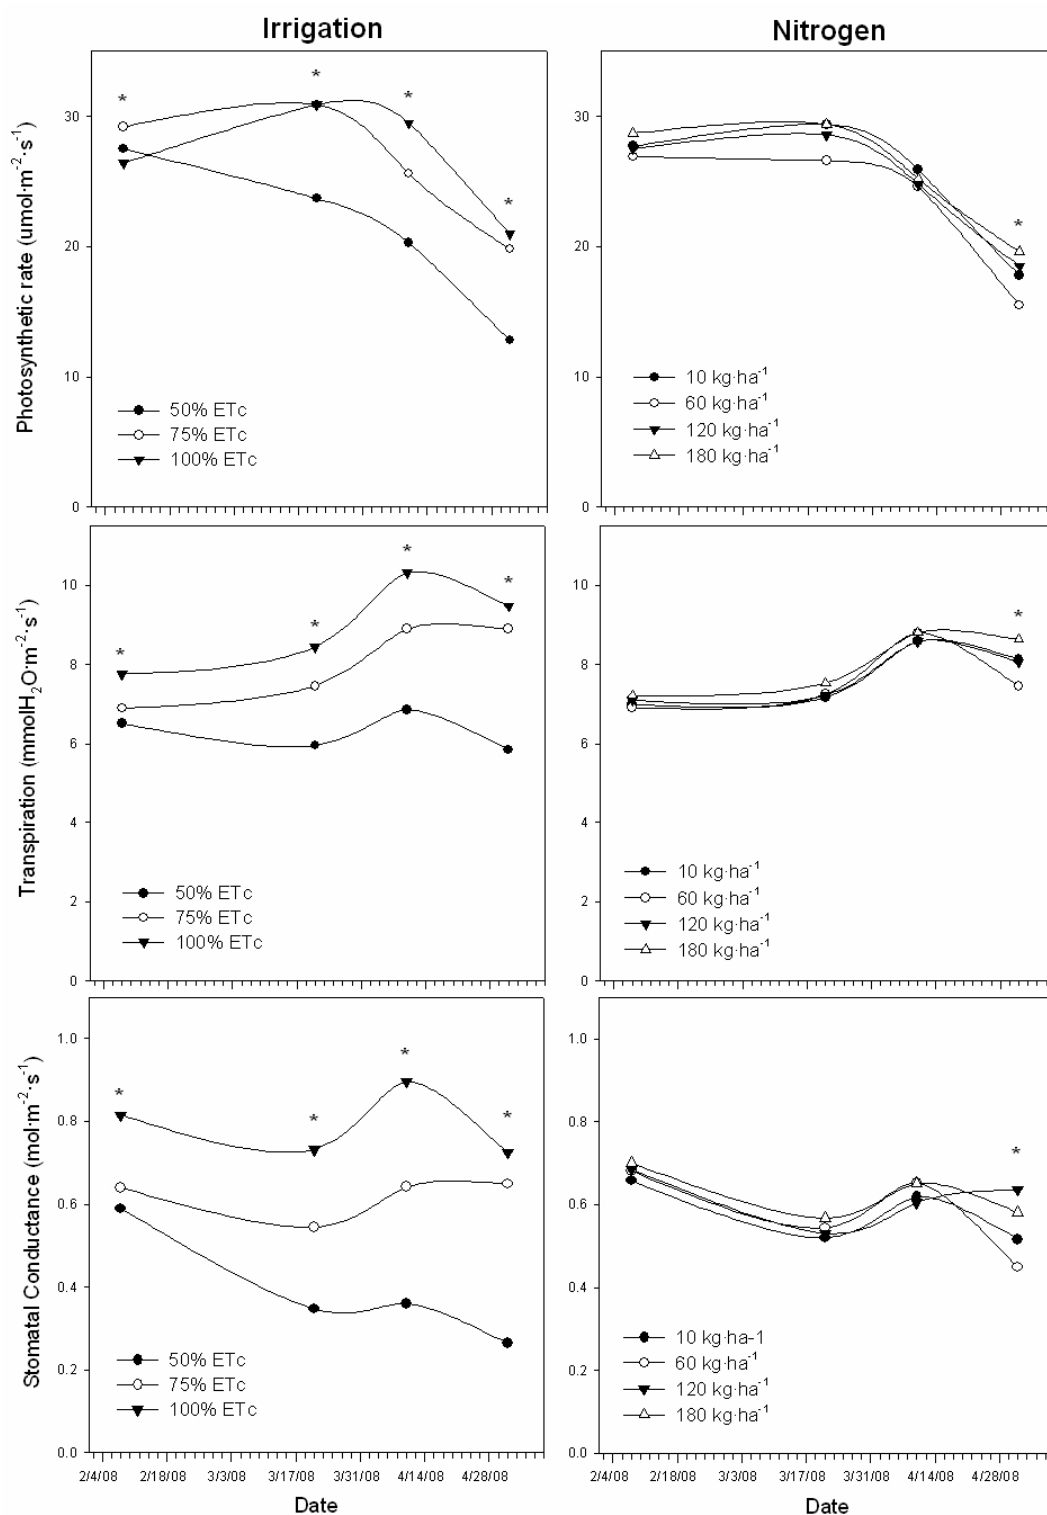 Irrigation
Nitrogen
Photosynthetic rate (umol·m⁻²·s⁻¹)
30
20
10
0
*
*
*
*
50% ETc
75% ETc
100% ETc
30
20
10
0
*
10 kg·ha⁻¹
60 kg·ha⁻¹
120 kg·ha⁻¹
180 kg·ha⁻¹
Transpiration (mmolH₂O·m⁻²·s⁻¹)
10
8
6
4
2
0
*
*
*
*
50% ETc
75% ETc
100% ETc
10
8
6
4
2
0
*
10 kg·ha⁻¹
60 kg·ha⁻¹
120 kg·ha⁻¹
180 kg·ha⁻¹
Stomatal Conductance (mol·m⁻²·s⁻¹)
1.0
0.8
0.6
0.4
0.2
0.0
*
*
*
*
50% ETc
75% ETc
100% ETc
2/4/08 2/18/08 3/3/08 3/17/08 3/31/08 4/14/08 4/28/08
Date
1.0
0.8
0.6
0.4
0.2
0.0
*
10 kg·ha-1
60 kg·ha⁻¹
120 kg·ha⁻¹
180 kg·ha⁻¹
2/4/08 2/18/08 3/3/08 3/17/08 3/31/08 4/14/08 4/28/08
Date